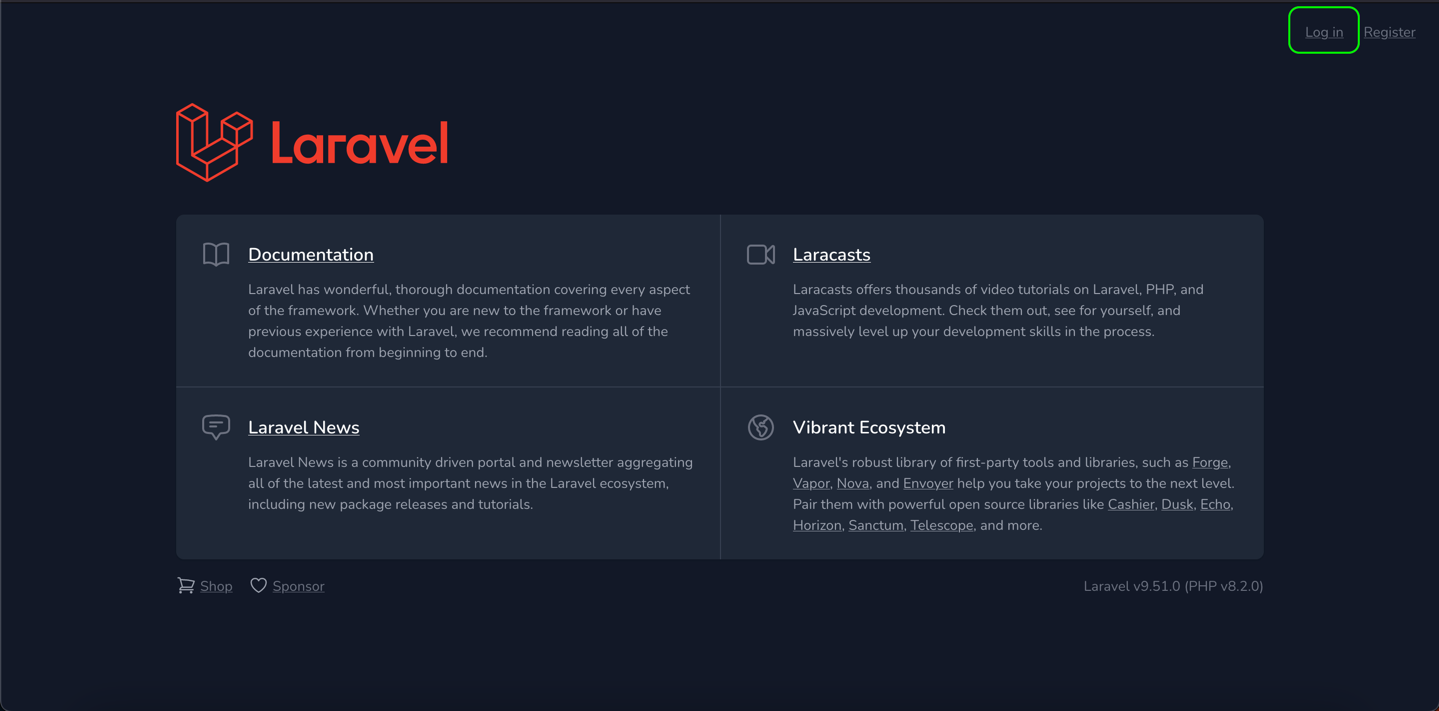 Log in Register
Laravel
Documentation
Laravel has wonderful, thorough documentation covering every aspect
of the framework. Whether you are new to the framework or have
previous experience with Laravel, we recommend reading all of the
documentation from beginning to end.
Laracasts
Laracasts offers thousands of video tutorials on Laravel, PHP, and
JavaScript development. Check them out, see for yourself, and
massively level up your development skills in the process.
Laravel News
Laravel News is a community driven portal and newsletter aggregating
all of the latest and most important news in the Laravel ecosystem,
including new package releases and tutorials.
Vibrant Ecosystem
Laravel's robust library of first-party tools and libraries, such as Forge,
Vapor, Nova, and Envoyer help you take your projects to the next level.
Pair them with powerful open source libraries like Cashier, Dusk, Echo,
Horizon, Sanctum, Telescope, and more.
Shop Sponsor
Laravel v9.51.0 (PHP v8.2.0)